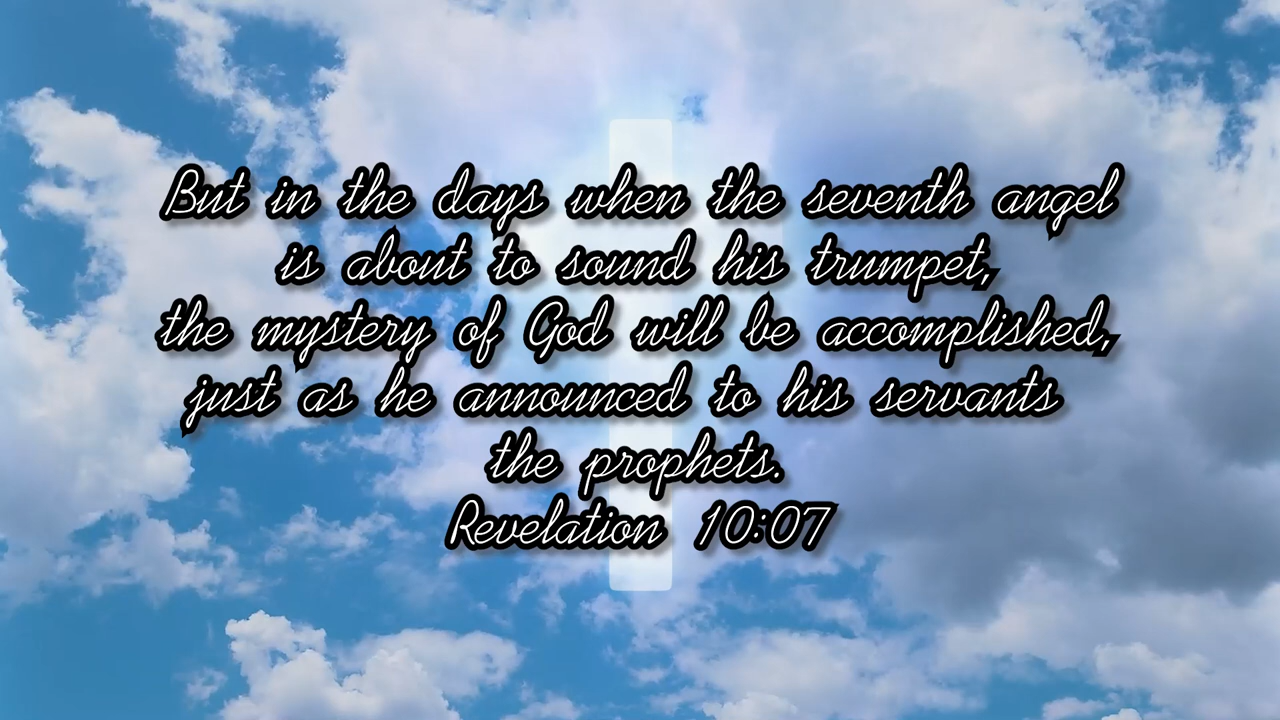 But in the days when the seventh angel
is about to sound his trumpet,
the mystery of God will be accomplished,
just as he announced to his servants
the prophets.
Revelation 10:07